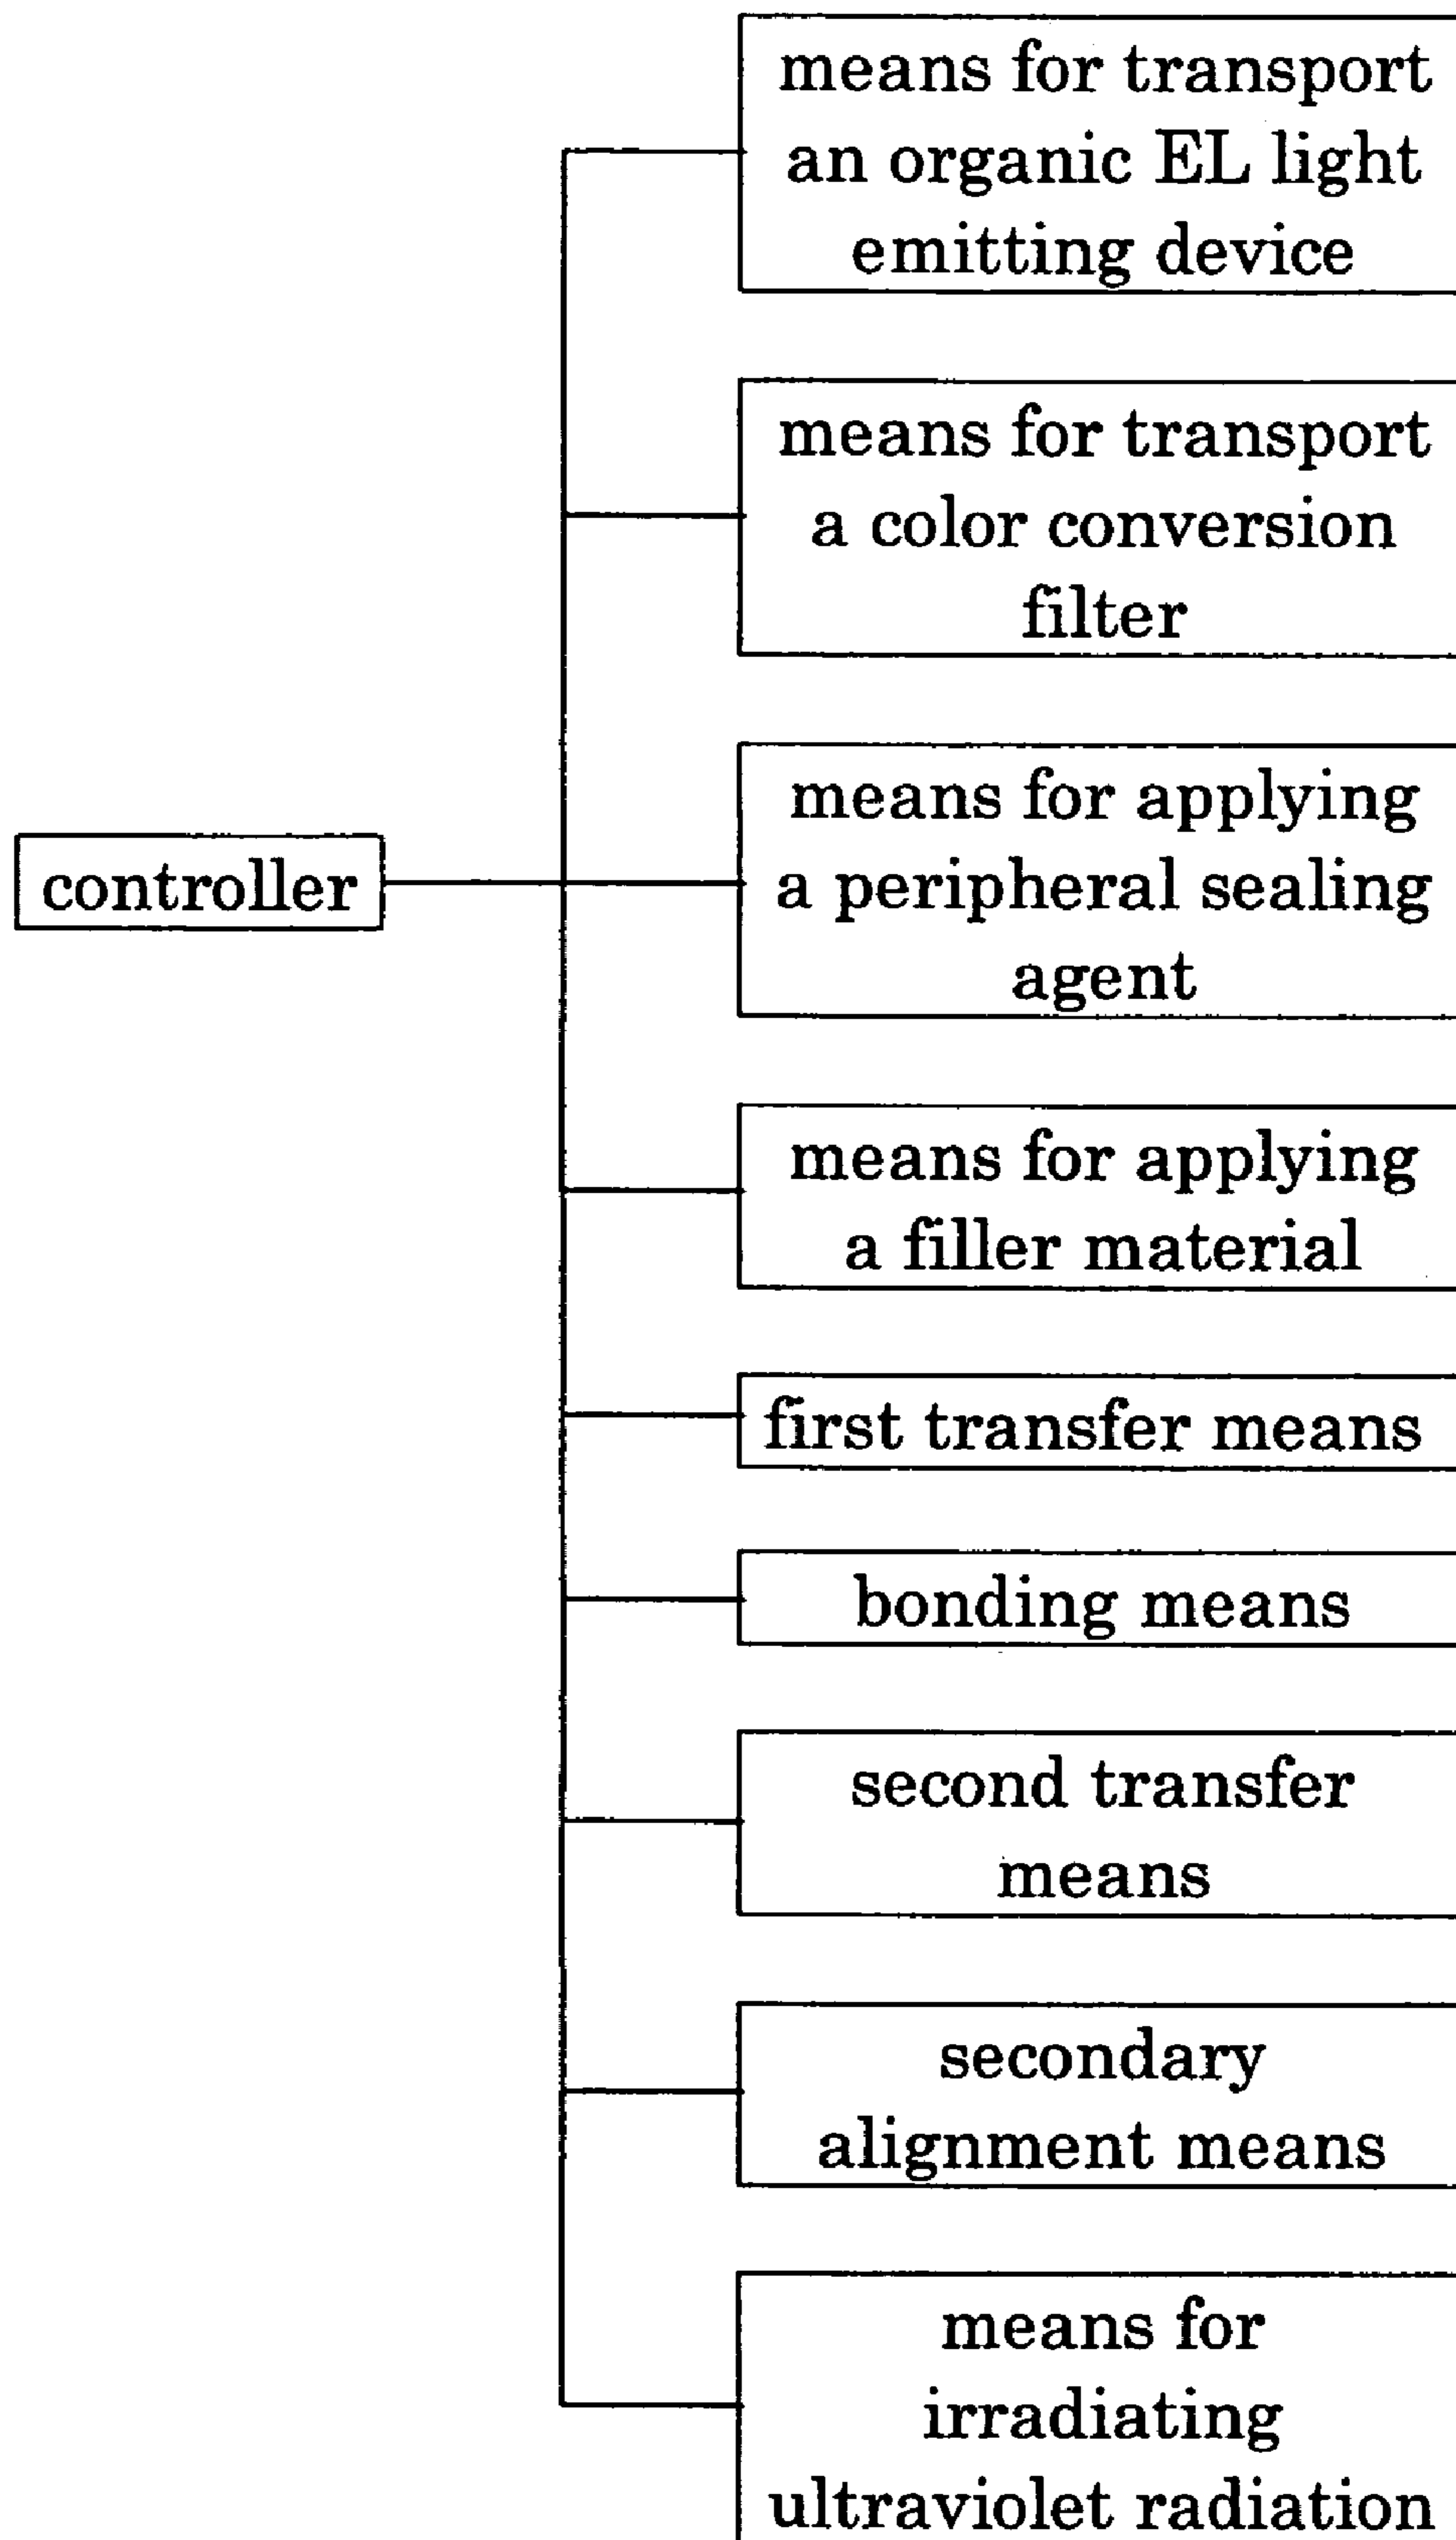 means for transport
an organic EL light
emitting device
means for transport
a color conversion
filter
means for applying
a peripheral sealing
agent
controller
means for applying
a filler material
first transfer means
bonding means
second transfer
means
secondary
alignment means
means for
irradiating
ultraviolet radiation